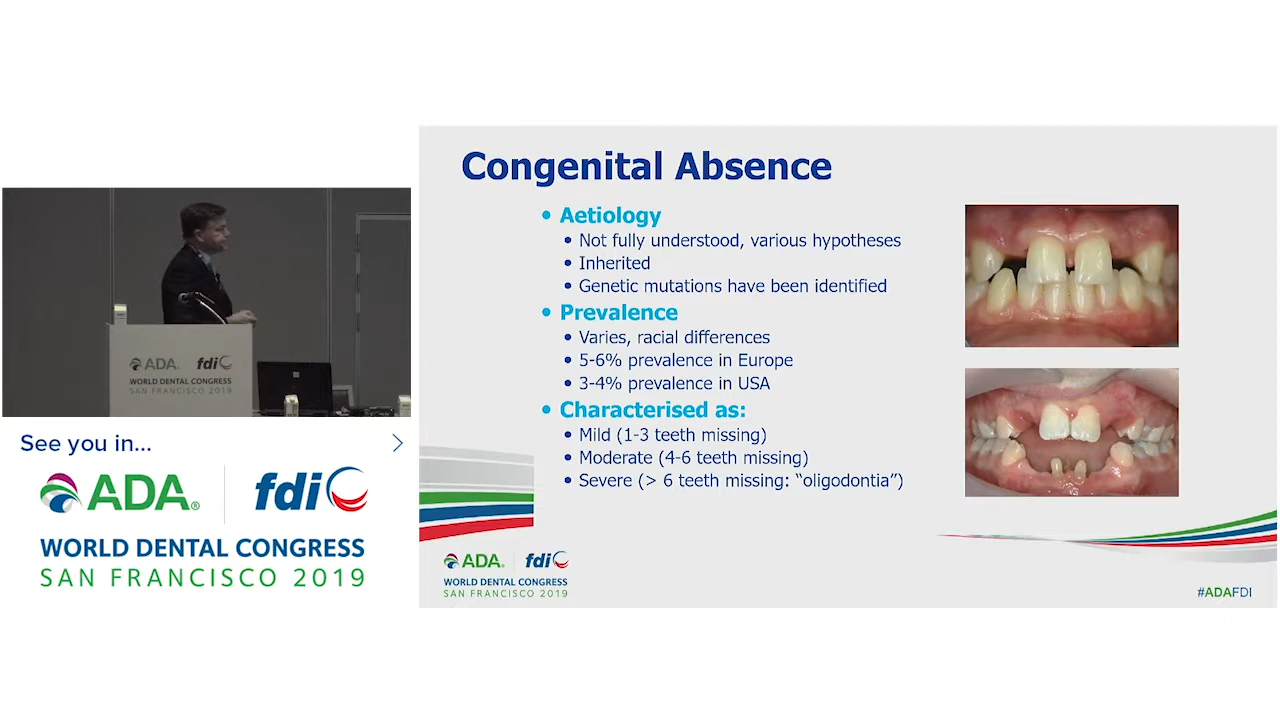 Congenital Absence
• Aetiology
• Not fully understood, various hypotheses
• Inherited
• Genetic mutations have been identified
• Prevalence
• Varies, racial differences
• 5-6% prevalence in Europe
• 3-4% prevalence in USA
• Characterised as:
• Mild (1-3 teeth missing)
• Moderate (4-6 teeth missing)
• Severe (> 6 teeth missing: “oligodontia”)
ADA. fdi
WORLD DENTAL CONGRESS
SAN FRANCISCO 2019
#ADAFDI
ADA. fdi
WORLD DENTAL CONGRESS
SAN FRANCISCO 2019
See you in...
ADA® fdi
WORLD DENTAL CONGRESS
SAN FRANCISCO 2019